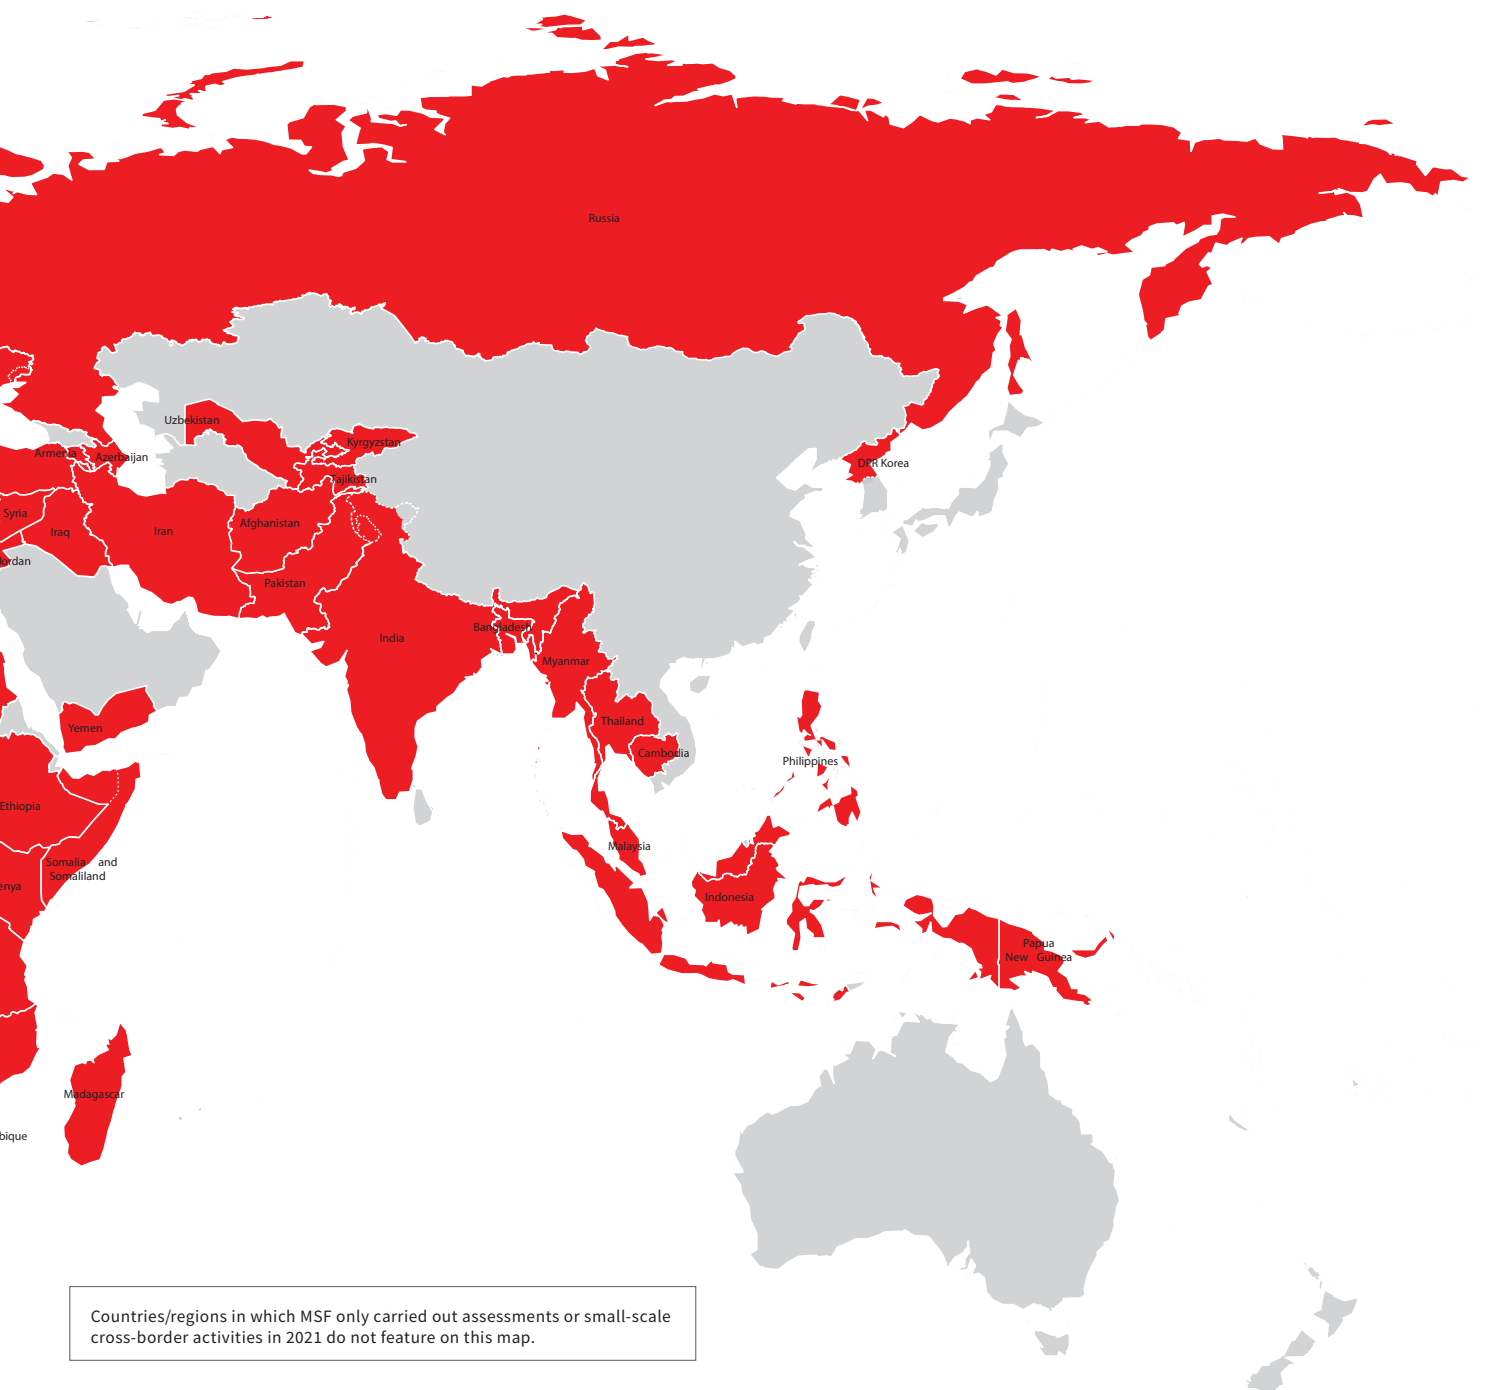 Russia
Uzbekistan
Kyrgyzstan
Armenia
Azerbaijan
DPR Korea
Tajikistan
Syria
Iraq
Iran
Afghanistan
Jordan
Pakistan
India
Bangladesh
Myanmar
Thailand
Yemen
Cambodia
Philippines
Ethiopia
Malaysia
Somalia and
Somaliland
enya
Indonesia
Papua
New Guinea
Madagascar
bique
Countries/regions in which MSF only carried out assessments or small-scale
cross-border activities in 2021 do not feature on this map.